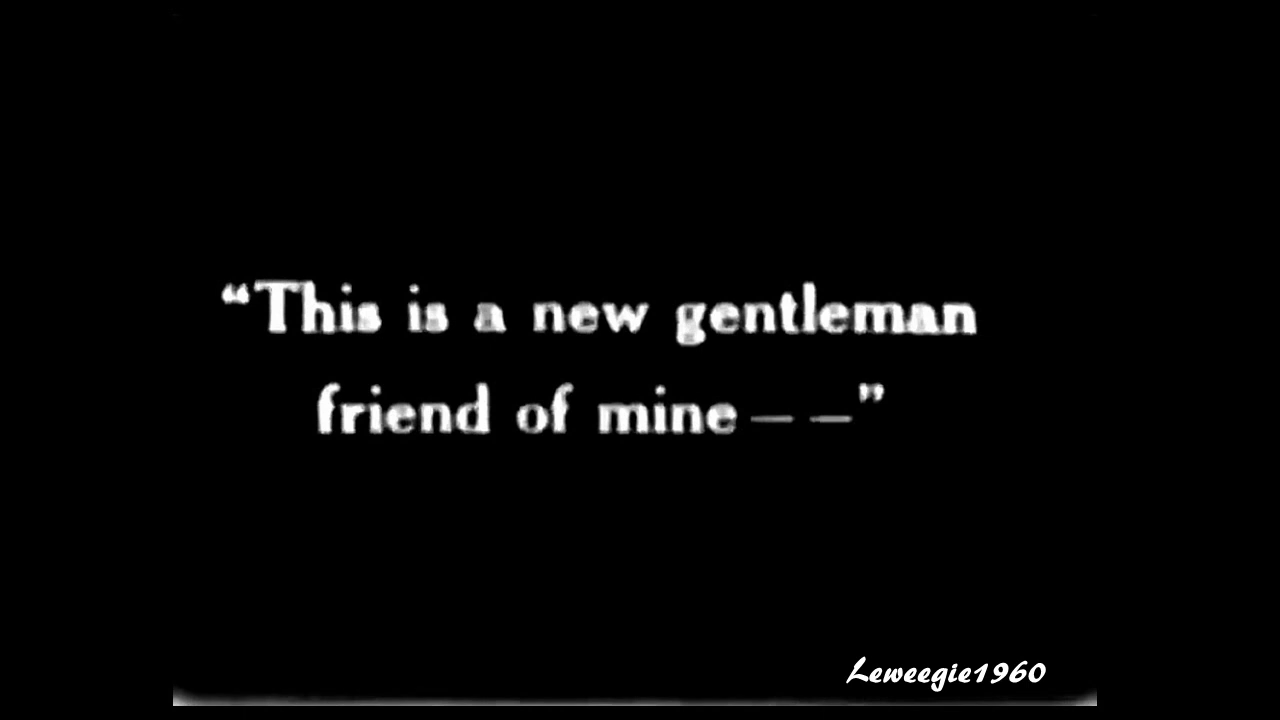 “This is a new gentleman
friend of mine — —”
Leweegie1960